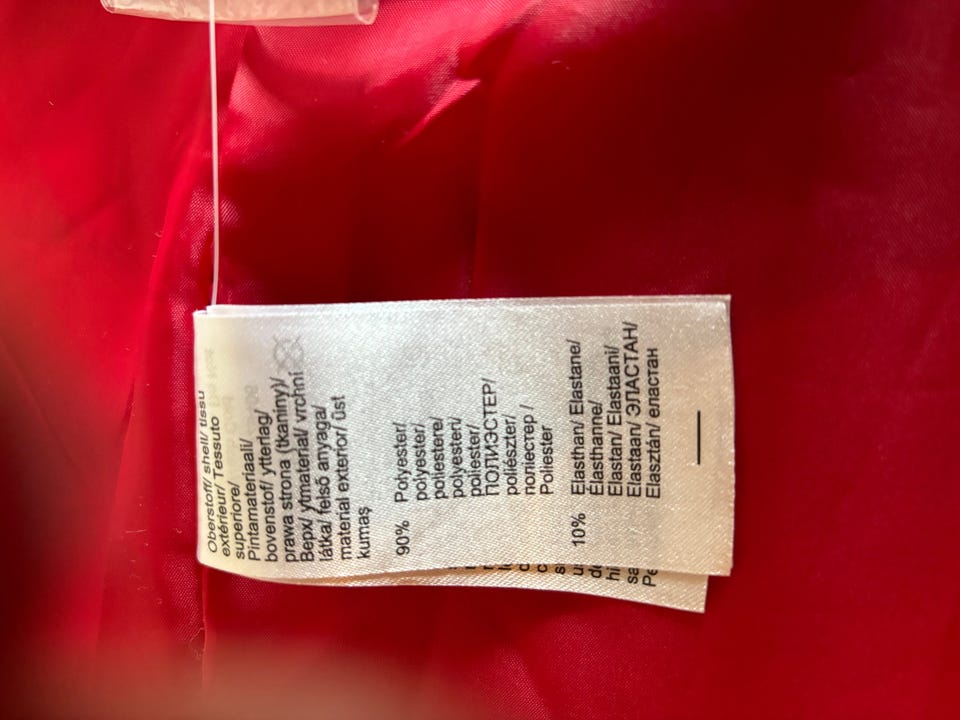 Oberstoff/ shell/ tissu
extérieur/ Tessuto
superiore/
Pintamateriaali/
bovenstof/ ytterlag/
prawa strona (tkaniny)/
Верх/ ytmaterial/ vrchní
látka/ felső anyaga/
material exterior/ üst
kumaş
90% Polyester/
polyester/
poliestere/
polyesteri/
poliester/
ПОЛИЭСТЕР/
poliészter/
полиестер /
Poliester
10% Elasthan/ Elastane/
Élasthanne/
Elastan/ Elastaani/
Elastaan/ ЭЛАСТАН/
Elasztán/ еластан